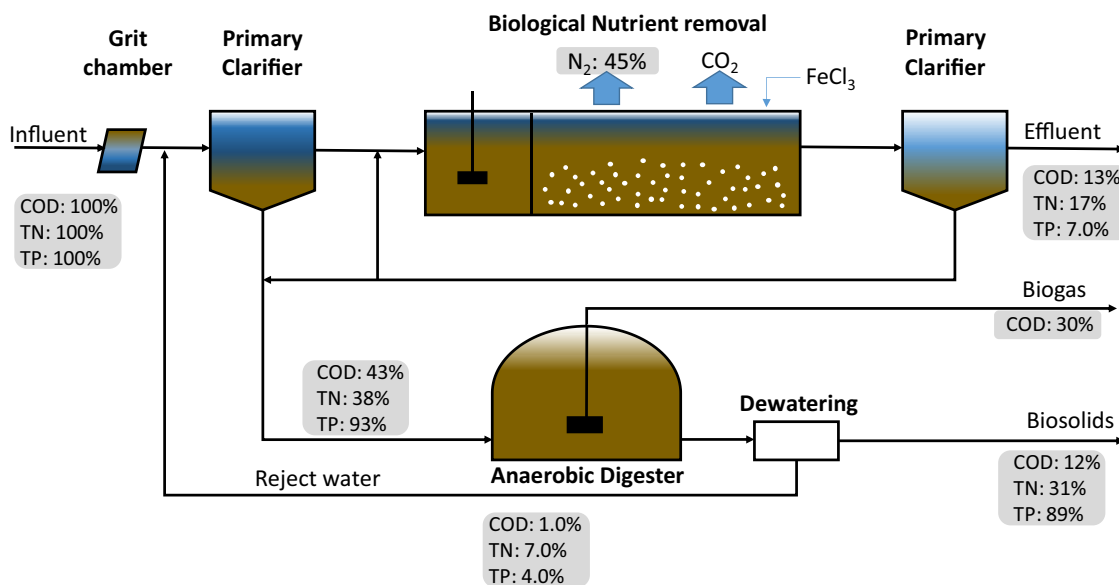 Biological Nutrient removal
Grit
chamber
Primary
Clarifier
N₂: 45%
CO₂
FeCl₃
Primary
Clarifier
Influent
Effluent
COD: 100%
TN: 100%
TP: 100%
COD: 13%
TN: 17%
TP: 7.0%
Biogas
COD: 30%
COD: 43%
TN: 38%
TP: 93%
Dewatering
Biosolids
Anaerobic Digester
Reject water
COD: 12%
TN: 31%
TP: 89%
COD: 1.0%
TN: 7.0%
TP: 4.0%